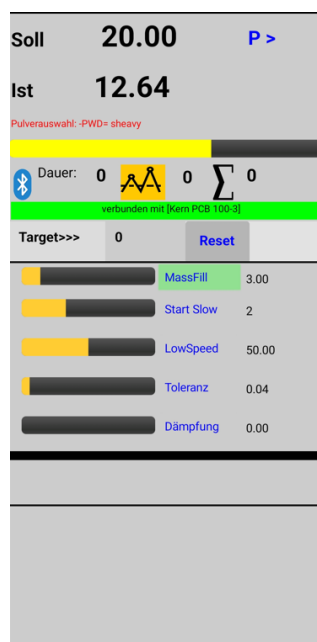 Soll 20.00 P >
Ist 12.64
Pulverauswahl: -PWD= sheavy
Dauer: 0 0 ∑ 0
verbunden mit [Kern PCB 100-3]
Target>>> 0 Reset
MassFill 3.00
Start Slow 2
LowSpeed 50.00
Toleranz 0.04
Dämpfung 0.00